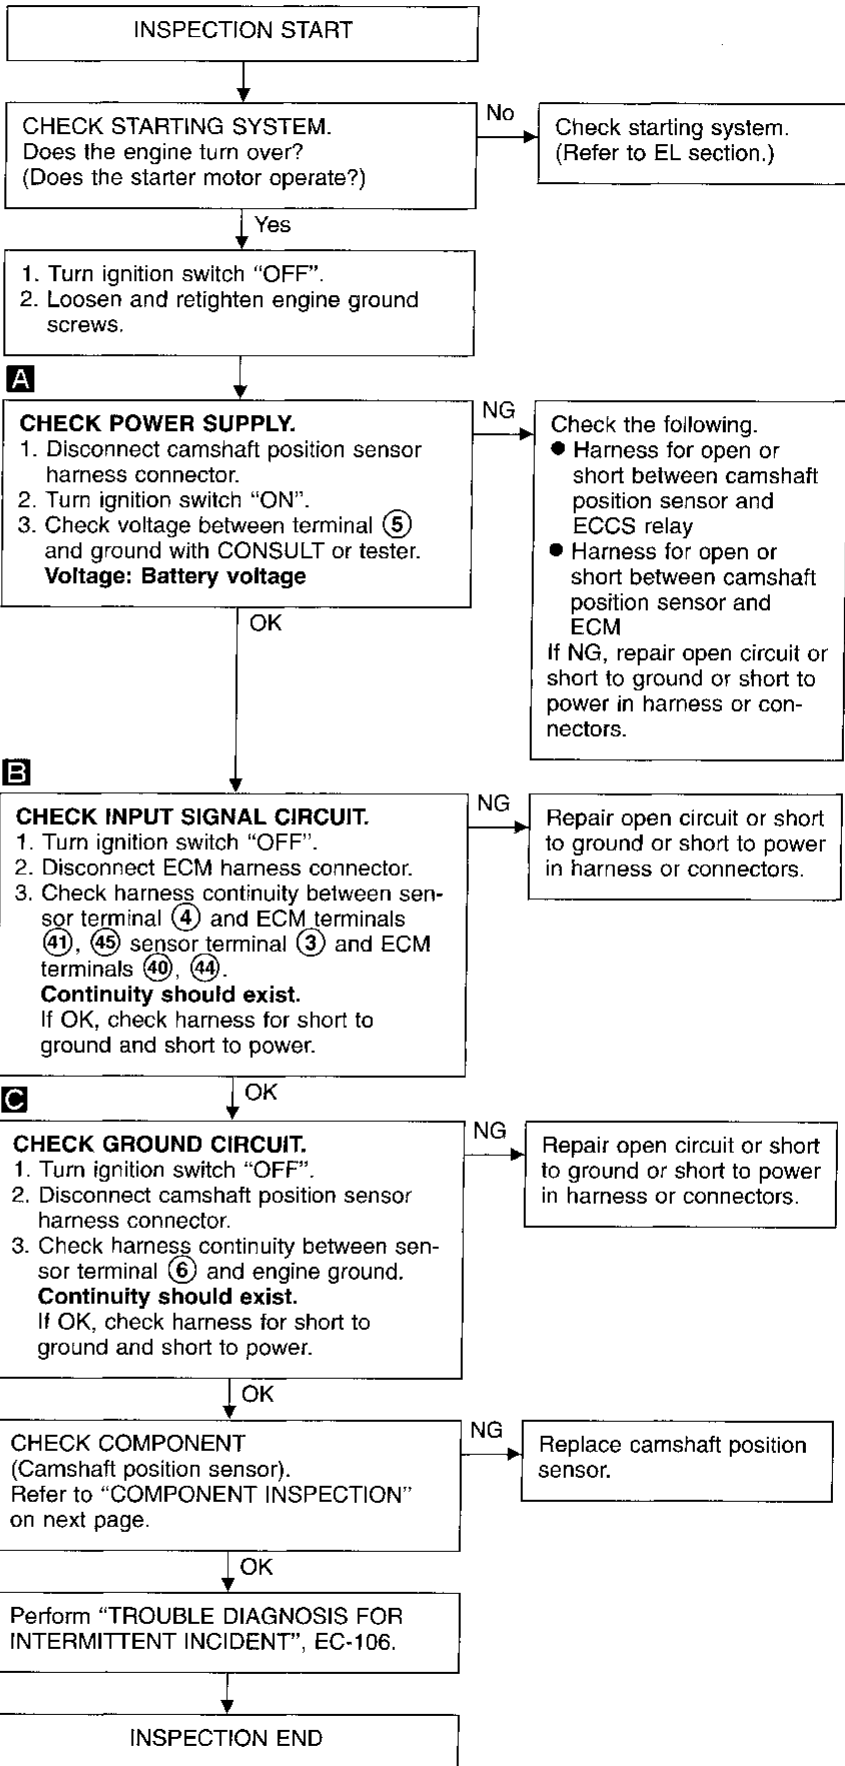 INSPECTION START
CHECK STARTING SYSTEM.
Does the engine turn over?
(Does the starter motor operate?)
No
Check starting system.
(Refer to EL section.)
Yes
1. Turn ignition switch “OFF”.
2. Loosen and retighten engine ground
screws.
A
CHECK POWER SUPPLY.
1. Disconnect camshaft position sensor
harness connector.
2. Turn ignition switch “ON”.
3. Check voltage between terminal ⑤
and ground with CONSULT or tester.
Voltage: Battery voltage
NG
Check the following.
● Harness for open or
short between camshaft
position sensor and
ECCS relay
● Harness for open or
short between camshaft
position sensor and
ECM
If NG, repair open circuit or
short to ground or short to
power in harness or con-
nectors.
OK
B
CHECK INPUT SIGNAL CIRCUIT.
1. Turn ignition switch “OFF”.
2. Disconnect ECM harness connector.
3. Check harness continuity between sen-
sor terminal ④ and ECM terminals
㊶, ㊺ sensor terminal ③ and ECM
terminals ㊵, ㊹.
Continuity should exist.
If OK, check harness for short to
ground and short to power.
NG
Repair open circuit or short
to ground or short to power
in harness or connectors.
OK
C
CHECK GROUND CIRCUIT.
1. Turn ignition switch “OFF”.
2. Disconnect camshaft position sensor
harness connector.
3. Check harness continuity between sen-
sor terminal ⑥ and engine ground.
Continuity should exist.
If OK, check harness for short to
ground and short to power.
NG
Repair open circuit or short
to ground or short to power
in harness or connectors.
OK
CHECK COMPONENT
(Camshaft position sensor).
Refer to “COMPONENT INSPECTION”
on next page.
NG
Replace camshaft position
sensor.
OK
Perform “TROUBLE DIAGNOSIS FOR
INTERMITTENT INCIDENT”, EC-106.
INSPECTION END